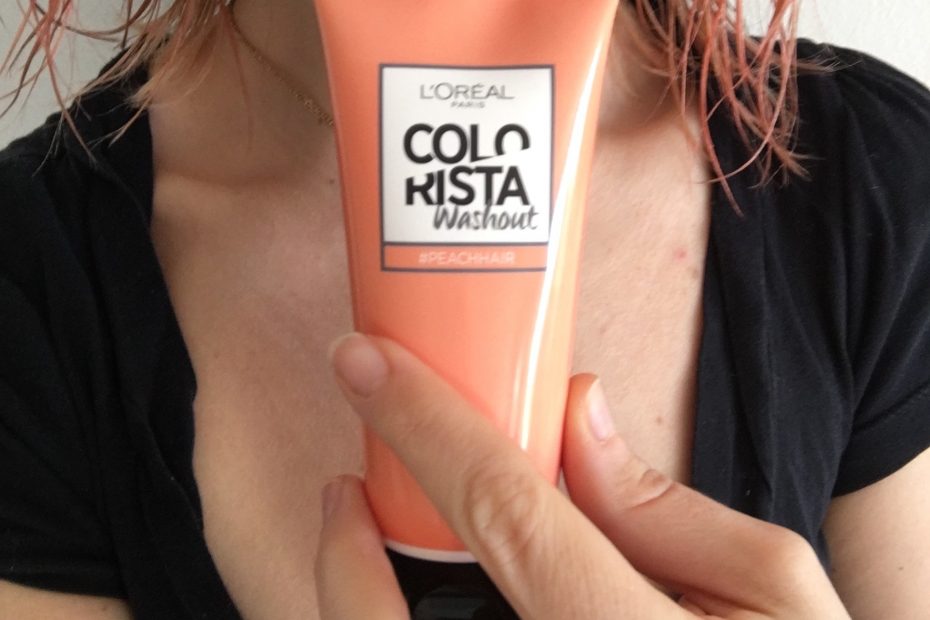 L'ORÉAL
PARIS
COLO
RISTA
Washout
#PEACHHAIR